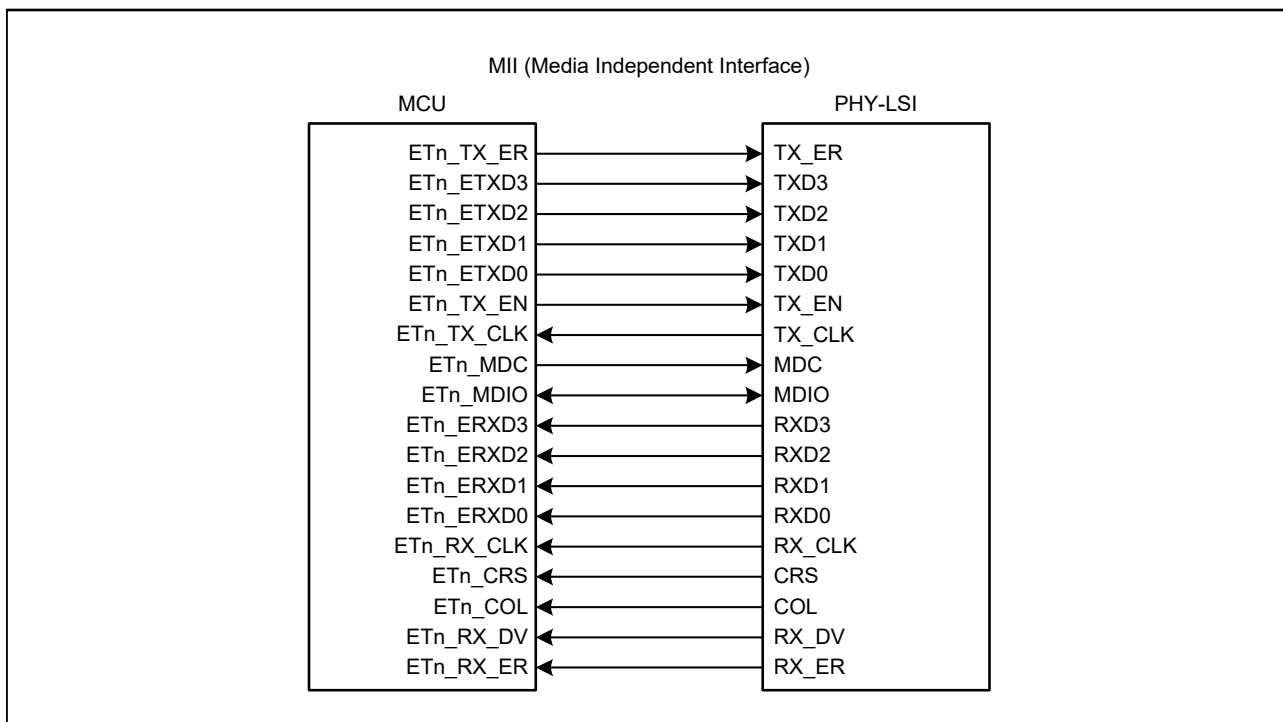 MII (Media Independent Interface)
MCU PHY-LSI
ETn_TX_ER TX_ER
ETn_ETXD3 TXD3
ETn_ETXD2 TXD2
ETn_ETXD1 TXD1
ETn_ETXD0 TXD0
ETn_TX_EN TX_EN
ETn_TX_CLK TX_CLK
ETn_MDC MDC
ETn_MDIO MDIO
ETn_ERXD3 RXD3
ETn_ERXD2 RXD2
ETn_ERXD1 RXD1
ETn_ERXD0 RXD0
ETn_RX_CLK RX_CLK
ETn_CRS CRS
ETn_COL COL
ETn_RX_DV RX_DV
ETn_RX_ER RX_ER